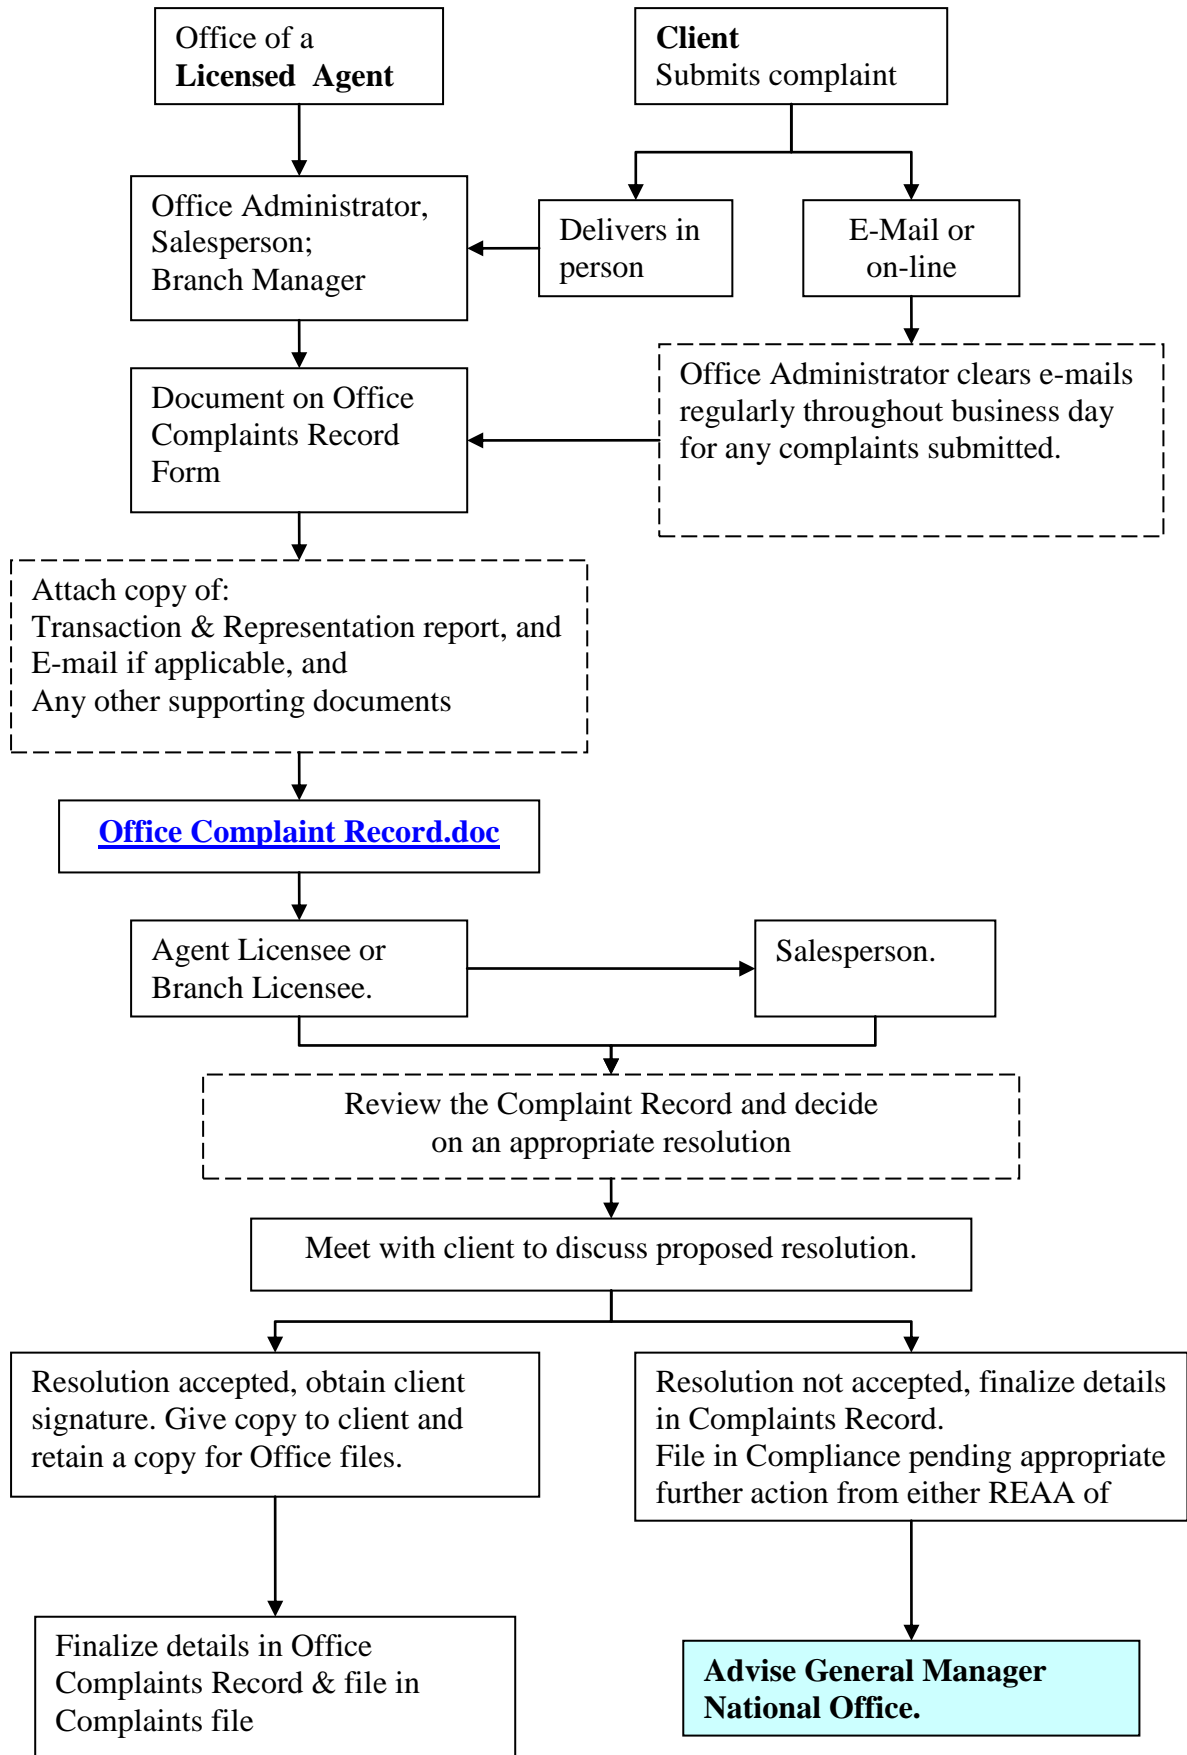 Office of a
Licensed Agent
Client
Submits complaint
Office Administrator,
Salesperson;
Branch Manager
Delivers in
person
E-Mail or
on-line
Document on Office
Complaints Record
Form
Office Administrator clears e-mails
regularly throughout business day
for any complaints submitted.
Attach copy of:
Transaction & Representation report, and
E-mail if applicable, and
Any other supporting documents
Office Complaint Record.doc
Agent Licensee or
Branch Licensee.
Salesperson.
Review the Complaint Record and decide
on an appropriate resolution
Meet with client to discuss proposed resolution.
Resolution accepted, obtain client
signature. Give copy to client and
retain a copy for Office files.
Resolution not accepted, finalize details
in Complaints Record.
File in Compliance pending appropriate
further action from either REAA of
Finalize details in Office
Complaints Record & file in
Complaints file
Advise General Manager
National Office.